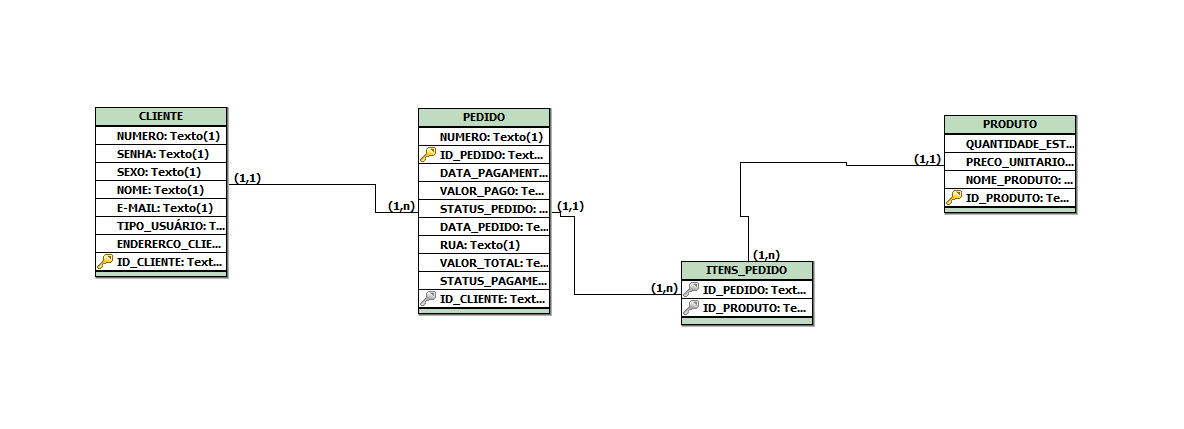 CLIENTE
NUMERO: Texto(1)
SENHA: Texto(1)
SEXO: Texto(1)
NOME: Texto(1)
E-MAIL: Texto(1)
TIPO_USUÁRIO: T...
ENDERERCO_CLIE...
ID_CLIENTE: Text...
(1,1)
(1,n)
PEDIDO
NUMERO: Texto(1)
ID_PEDIDO: Text...
DATA_PAGAMENT...
VALOR_PAGO: Te...
STATUS_PEDIDO: ...
DATA_PEDIDO: Te...
RUA: Texto(1)
VALOR_TOTAL: Te...
STATUS_PAGAME...
ID_CLIENTE: Text...
(1,1)
(1,n)
ITENS_PEDIDO
ID_PEDIDO: Text...
ID_PRODUTO: Te...
(1,n)
(1,1)
PRODUTO
QUANTIDADE_EST...
PRECO_UNITARIO...
NOME_PRODUTO: ...
ID_PRODUTO: Te...